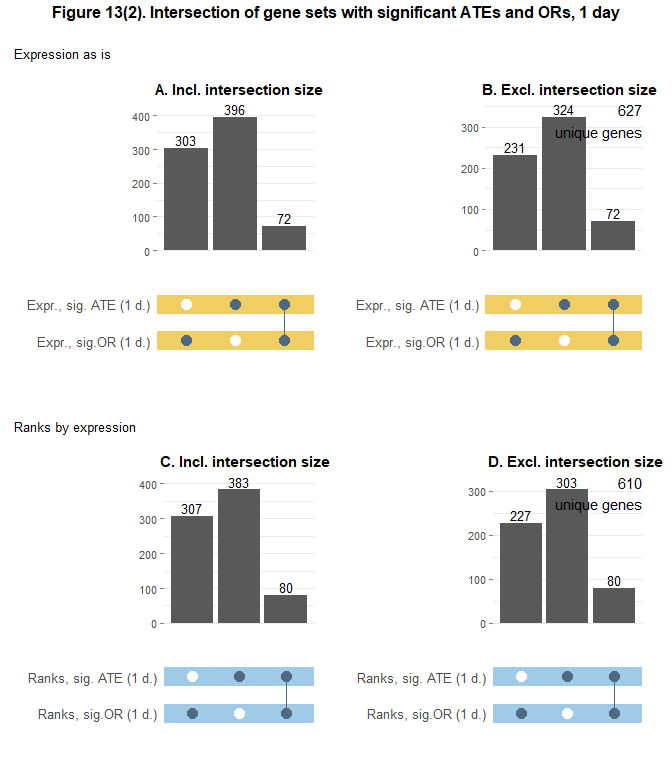 Figure 13(2). Intersection of gene sets with significant ATEs and ORs, 1 day
Expression as is
A. Incl. intersection size
400
300
200
100
0
303
396
72
Expr., sig. ATE (1 d.)
Expr., sig.OR (1 d.)
B. Excl. intersection size
300
200
100
0
231
324
72
627
unique genes
Expr., sig. ATE (1 d.)
Expr., sig.OR (1 d.)
Ranks by expression
C. Incl. intersection size
400
300
200
100
0
307
383
80
Ranks, sig. ATE (1 d.)
Ranks, sig.OR (1 d.)
D. Excl. intersection size
300
200
100
0
227
303
80
610
unique genes
Ranks, sig. ATE (1 d.)
Ranks, sig.OR (1 d.)